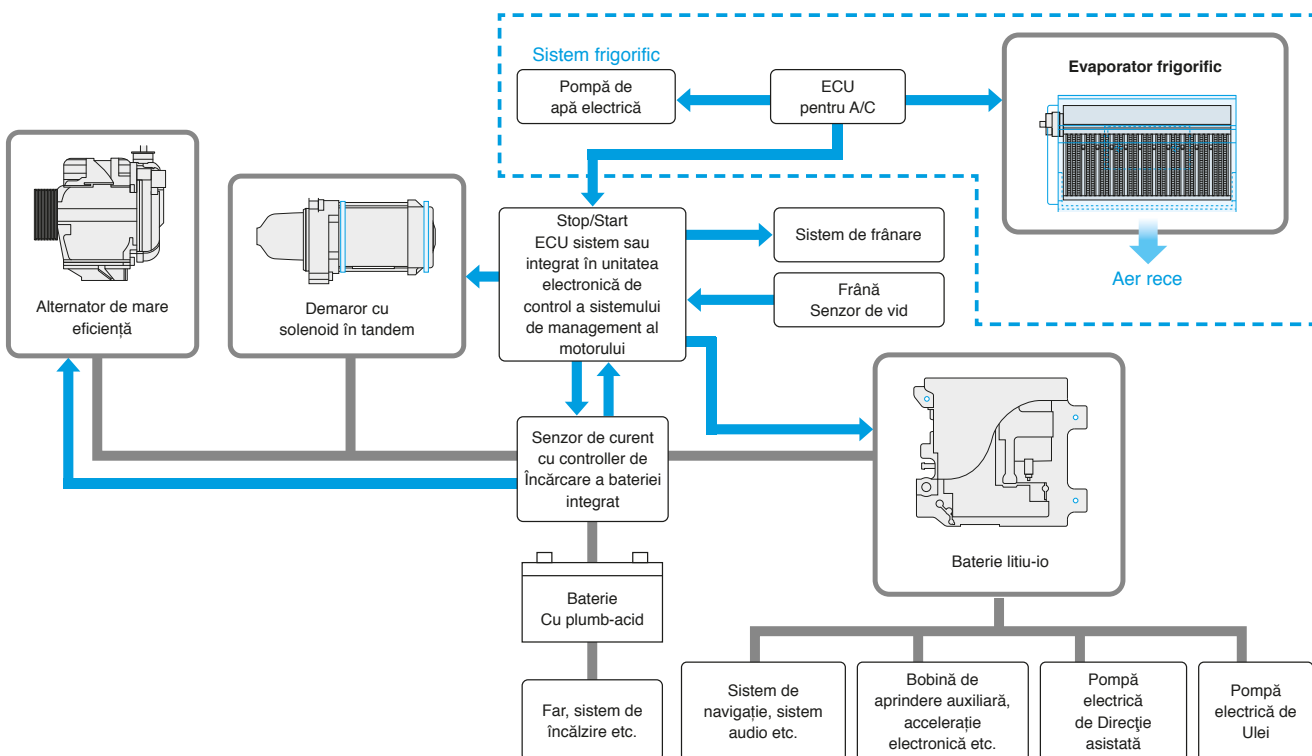 Sistem frigorific
Pompă de
apă electrică
ECU
pentru A/C
Evaporator frigorific
Aer rece
Alternator de mare
eficiență
Demaror cu
solenoid în tandem
Stop/Start
ECU sistem sau
integrat în unitatea
electronică de
control a sistemului
de management al
motorului
Sistem de frânare
Frână
Senzor de vid
Senzor de curent
cu controller de
Încărcare a bateriei
integrat
Baterie litiu-io
Baterie
Cu plumb-acid
Far, sistem de
încălzire etc.
Sistem de
navigație, sistem
audio etc.
Bobină de
aprindere auxiliară,
accelerație
electronică etc.
Pompă
electrică
de Direcţie
asistată
Pompă
electrică de
Ulei